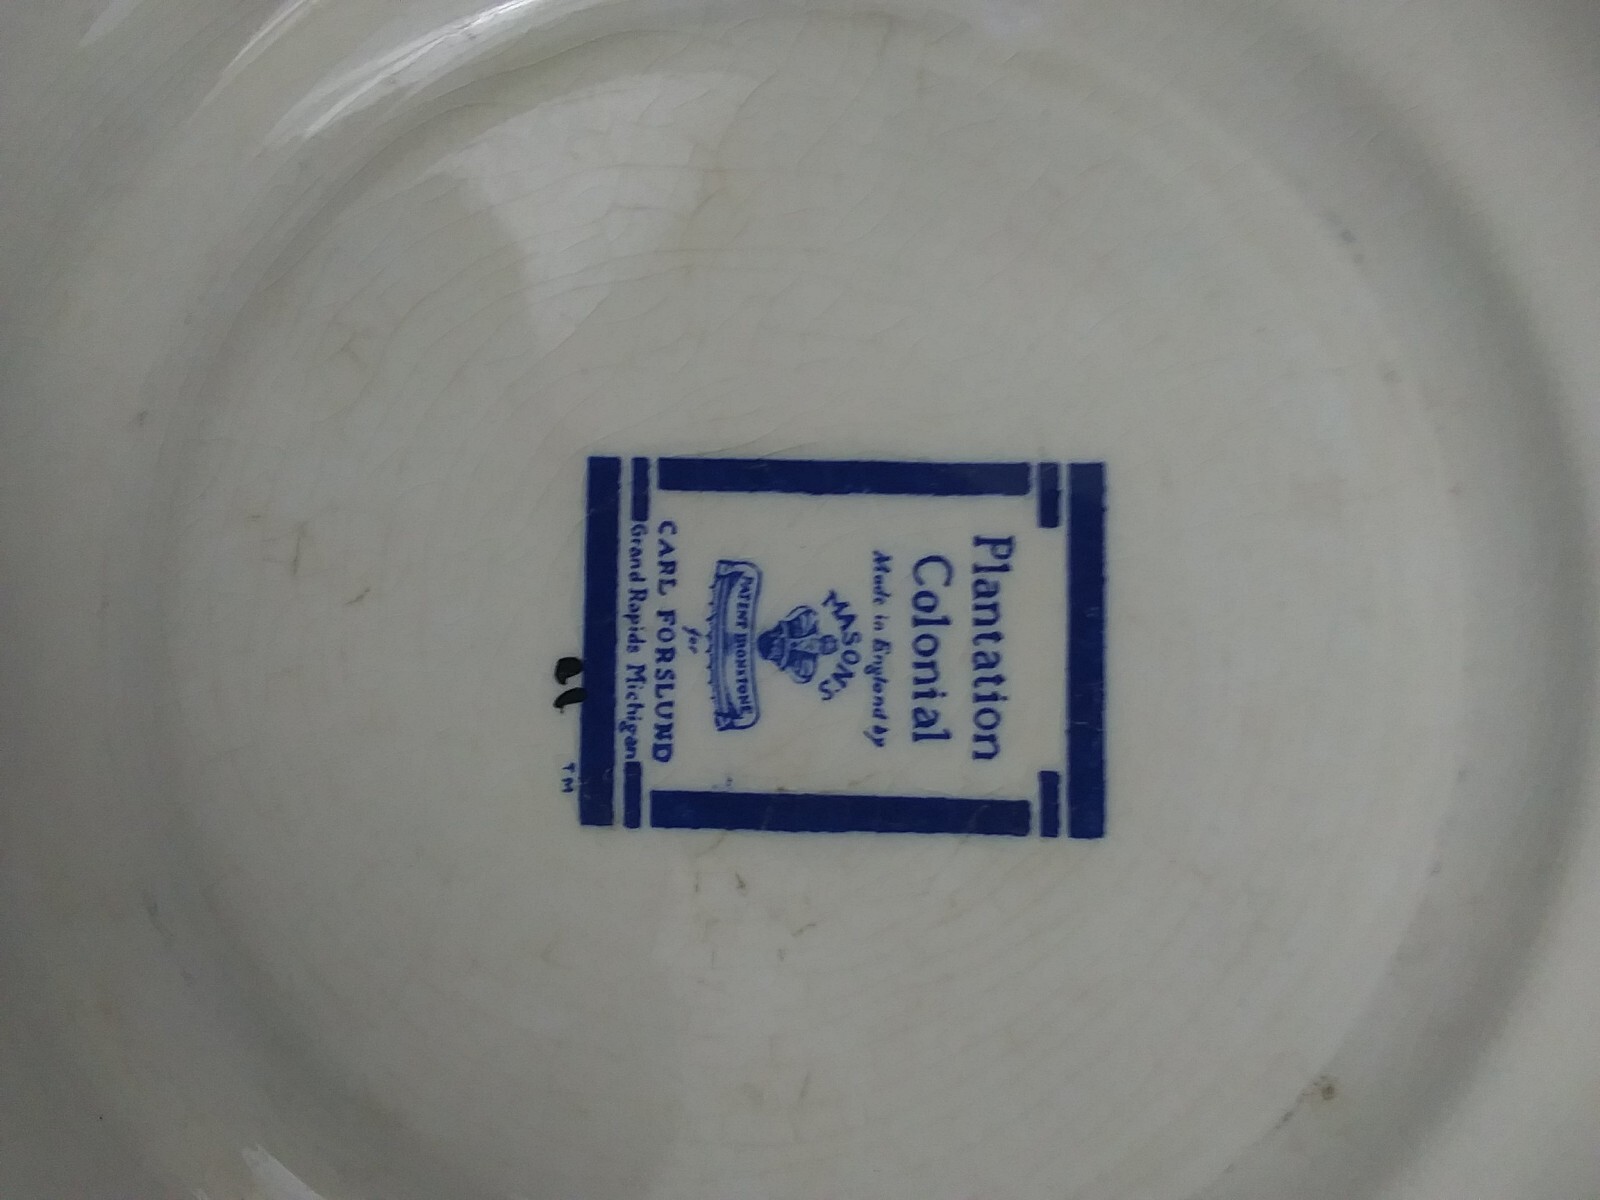 Plantation
Colonial
Made in England by
MASON'S
PATENT IRONSTONE
for
CARL FORSLUND
Grand Rapids Michigan
TM